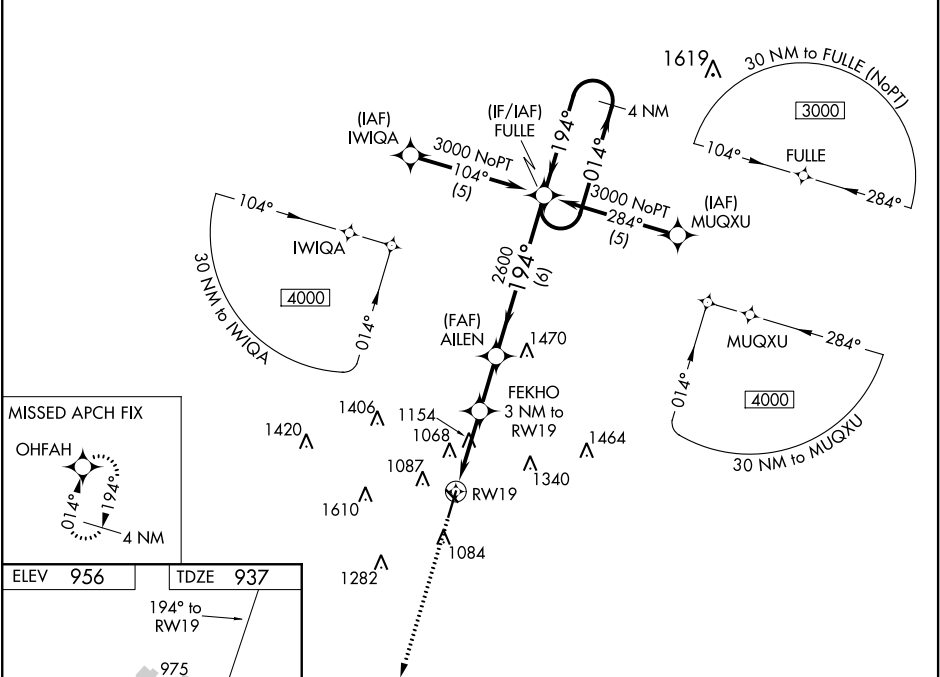 1619
30 NM to FULLE (NoPT)
3000
104°
FULLE
284°
(IF/IAF)
FULLE
194°
014°
4 NM
(IAF)
IWIQA
3000 NoPT
104°
(5)
3000 NoPT
284°
(5)
(IAF)
MUQXU
104°
IWIQA
4000
014°
30 NM to IWIQA
2600
194°
(6)
(FAF)
AILEN
1470
MUQXU
284°
014°
4000
30 NM to MUQXU
FEKHO
3 NM to
RW19
1406
1154
1420
1068
1464
1087
1340
1610
RW19
1084
1282
MISSED APCH FIX
OHFAH
014°
194°
4 NM
ELEV 956
TDZE 937
194° to
RW19
975